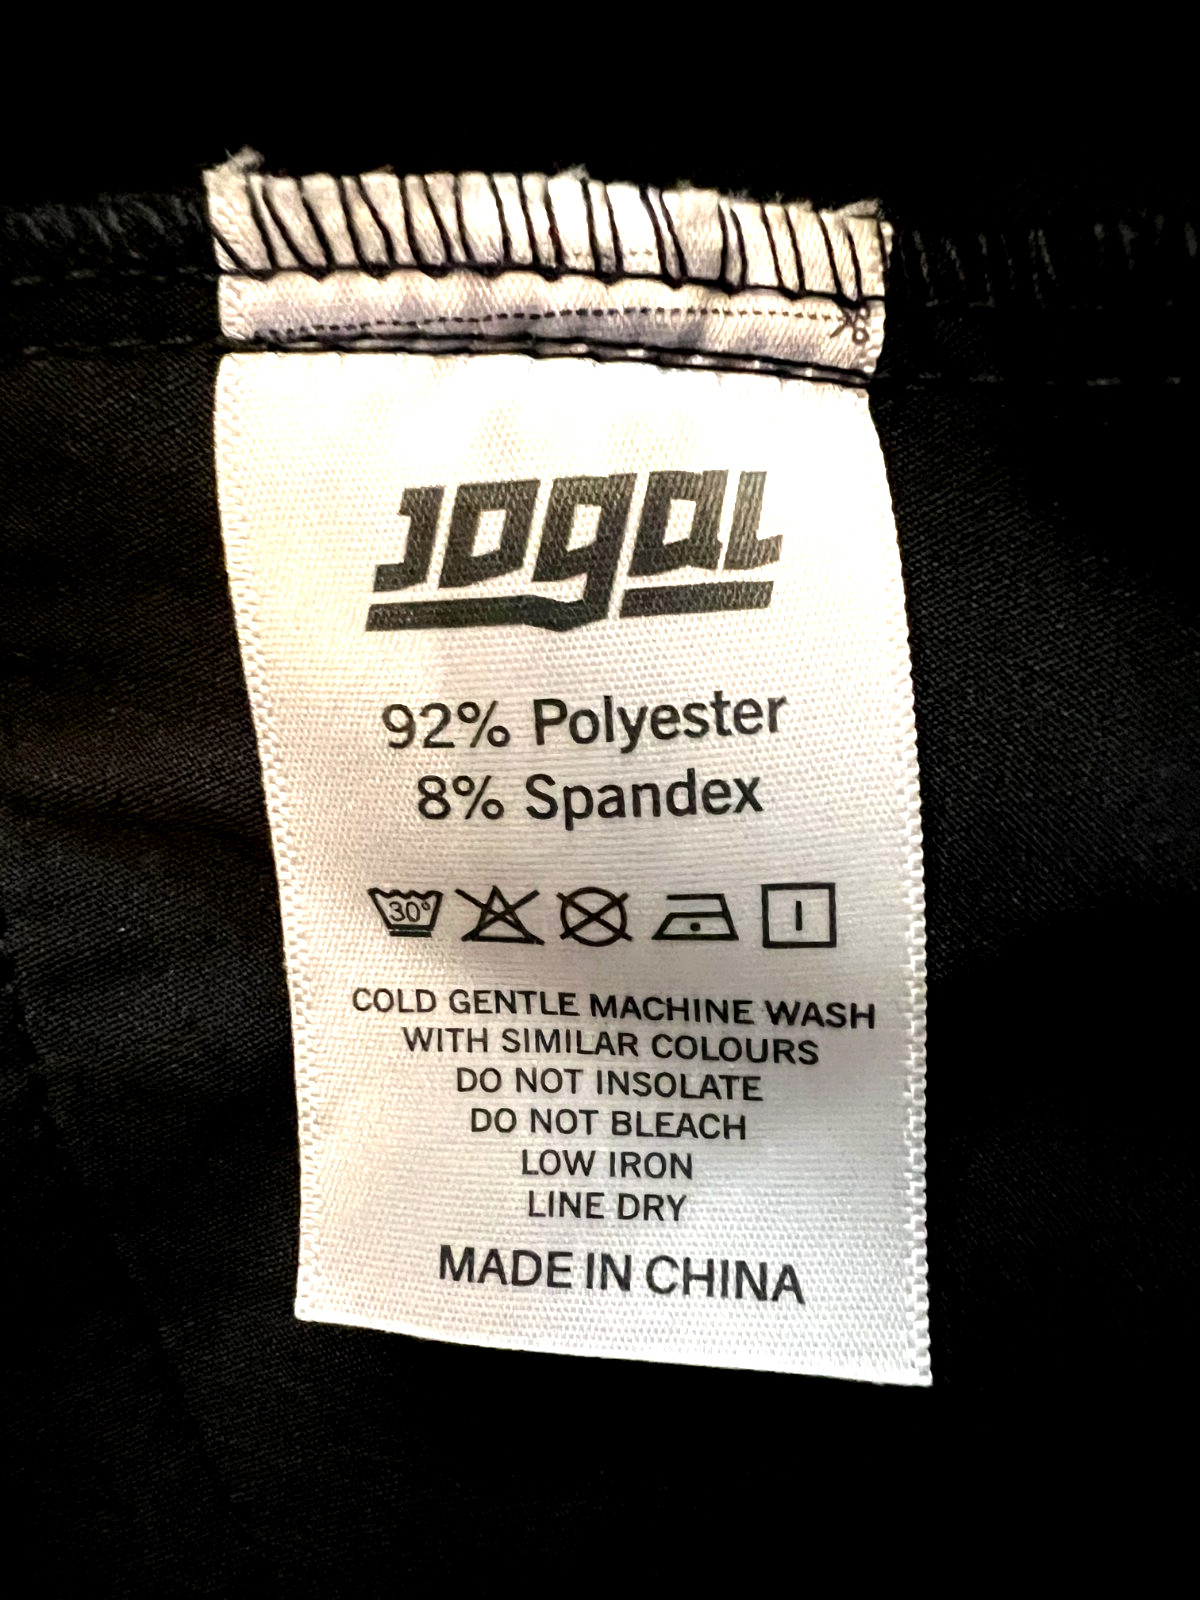 JOgaL
92% Polyester
8% Spandex
30°
COLD GENTLE MACHINE WASH
WITH SIMILAR COLOURS
DO NOT INSOLATE
DO NOT BLEACH
LOW IRON
LINE DRY
MADE IN CHINA